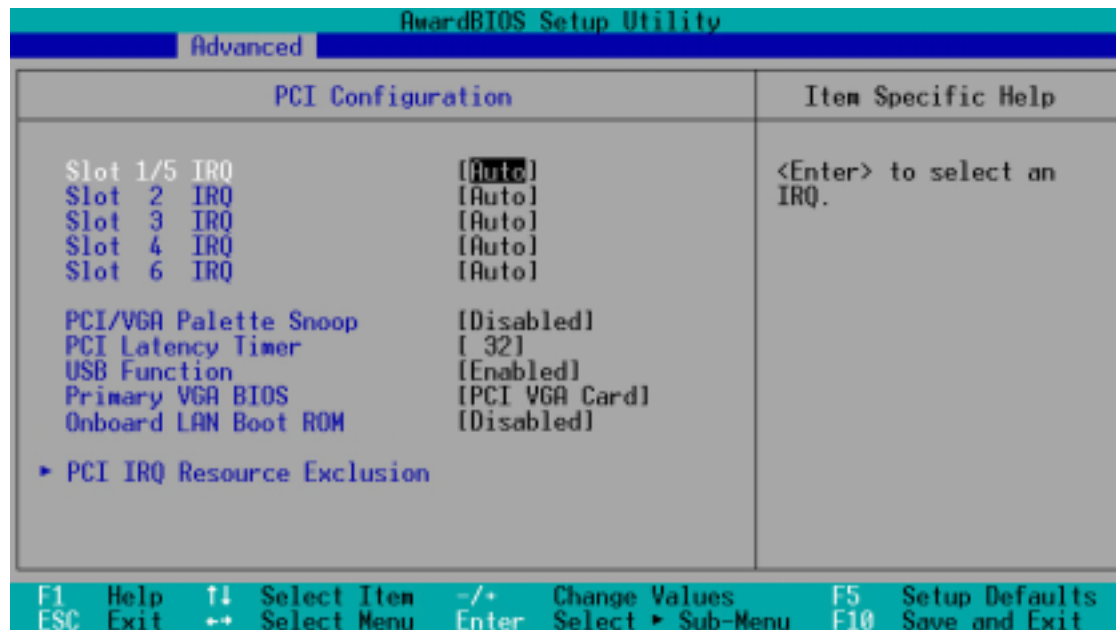 AwardBIOS Setup Utility
Advanced
PCI Configuration
Item Specific Help
Slot 1/5 IRQ [Auto]
Slot 2 IRQ [Auto]
Slot 3 IRQ [Auto]
Slot 4 IRQ [Auto]
Slot 6 IRQ [Auto]
PCI/VGA Palette Snoop [Disabled]
PCI Latency Timer [ 32]
USB Function [Enabled]
Primary VGA BIOS [PCI VGA Card]
Onboard LAN Boot ROM [Disabled]
▸ PCI IRQ Resource Exclusion
<Enter> to select an
IRQ.
F1 Help ↑↓ Select Item -/+ Change Values F5 Setup Defaults
ESC Exit ←→ Select Menu Enter Select ▸ Sub-Menu F10 Save and Exit